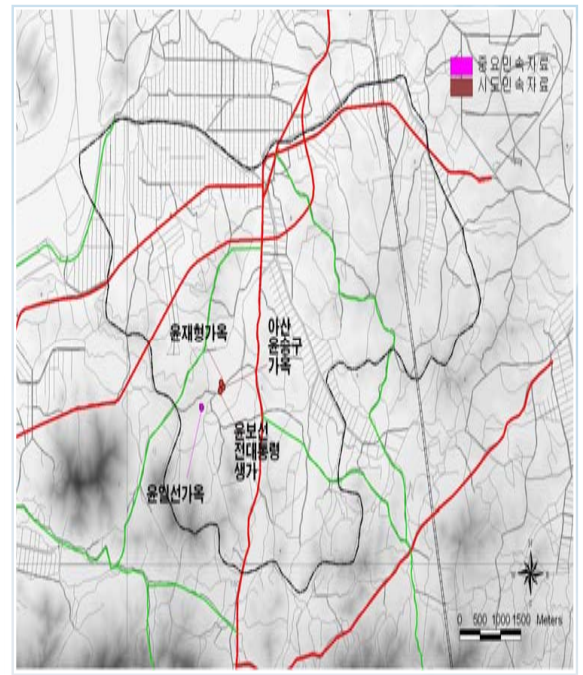 중요민속자료
시도민속자료
윤재형가옥
아산
윤승구
가옥
윤보선
전대통령
생가
윤일선가옥
N
W
E
S
0 500 1000 1500 Meters